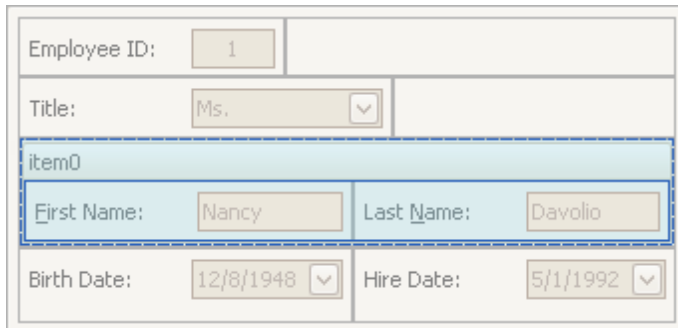 Employee ID: 1
Title: Ms.
item0
First Name: Nancy Last Name: Davolio
Birth Date: 12/8/1948 Hire Date: 5/1/1992